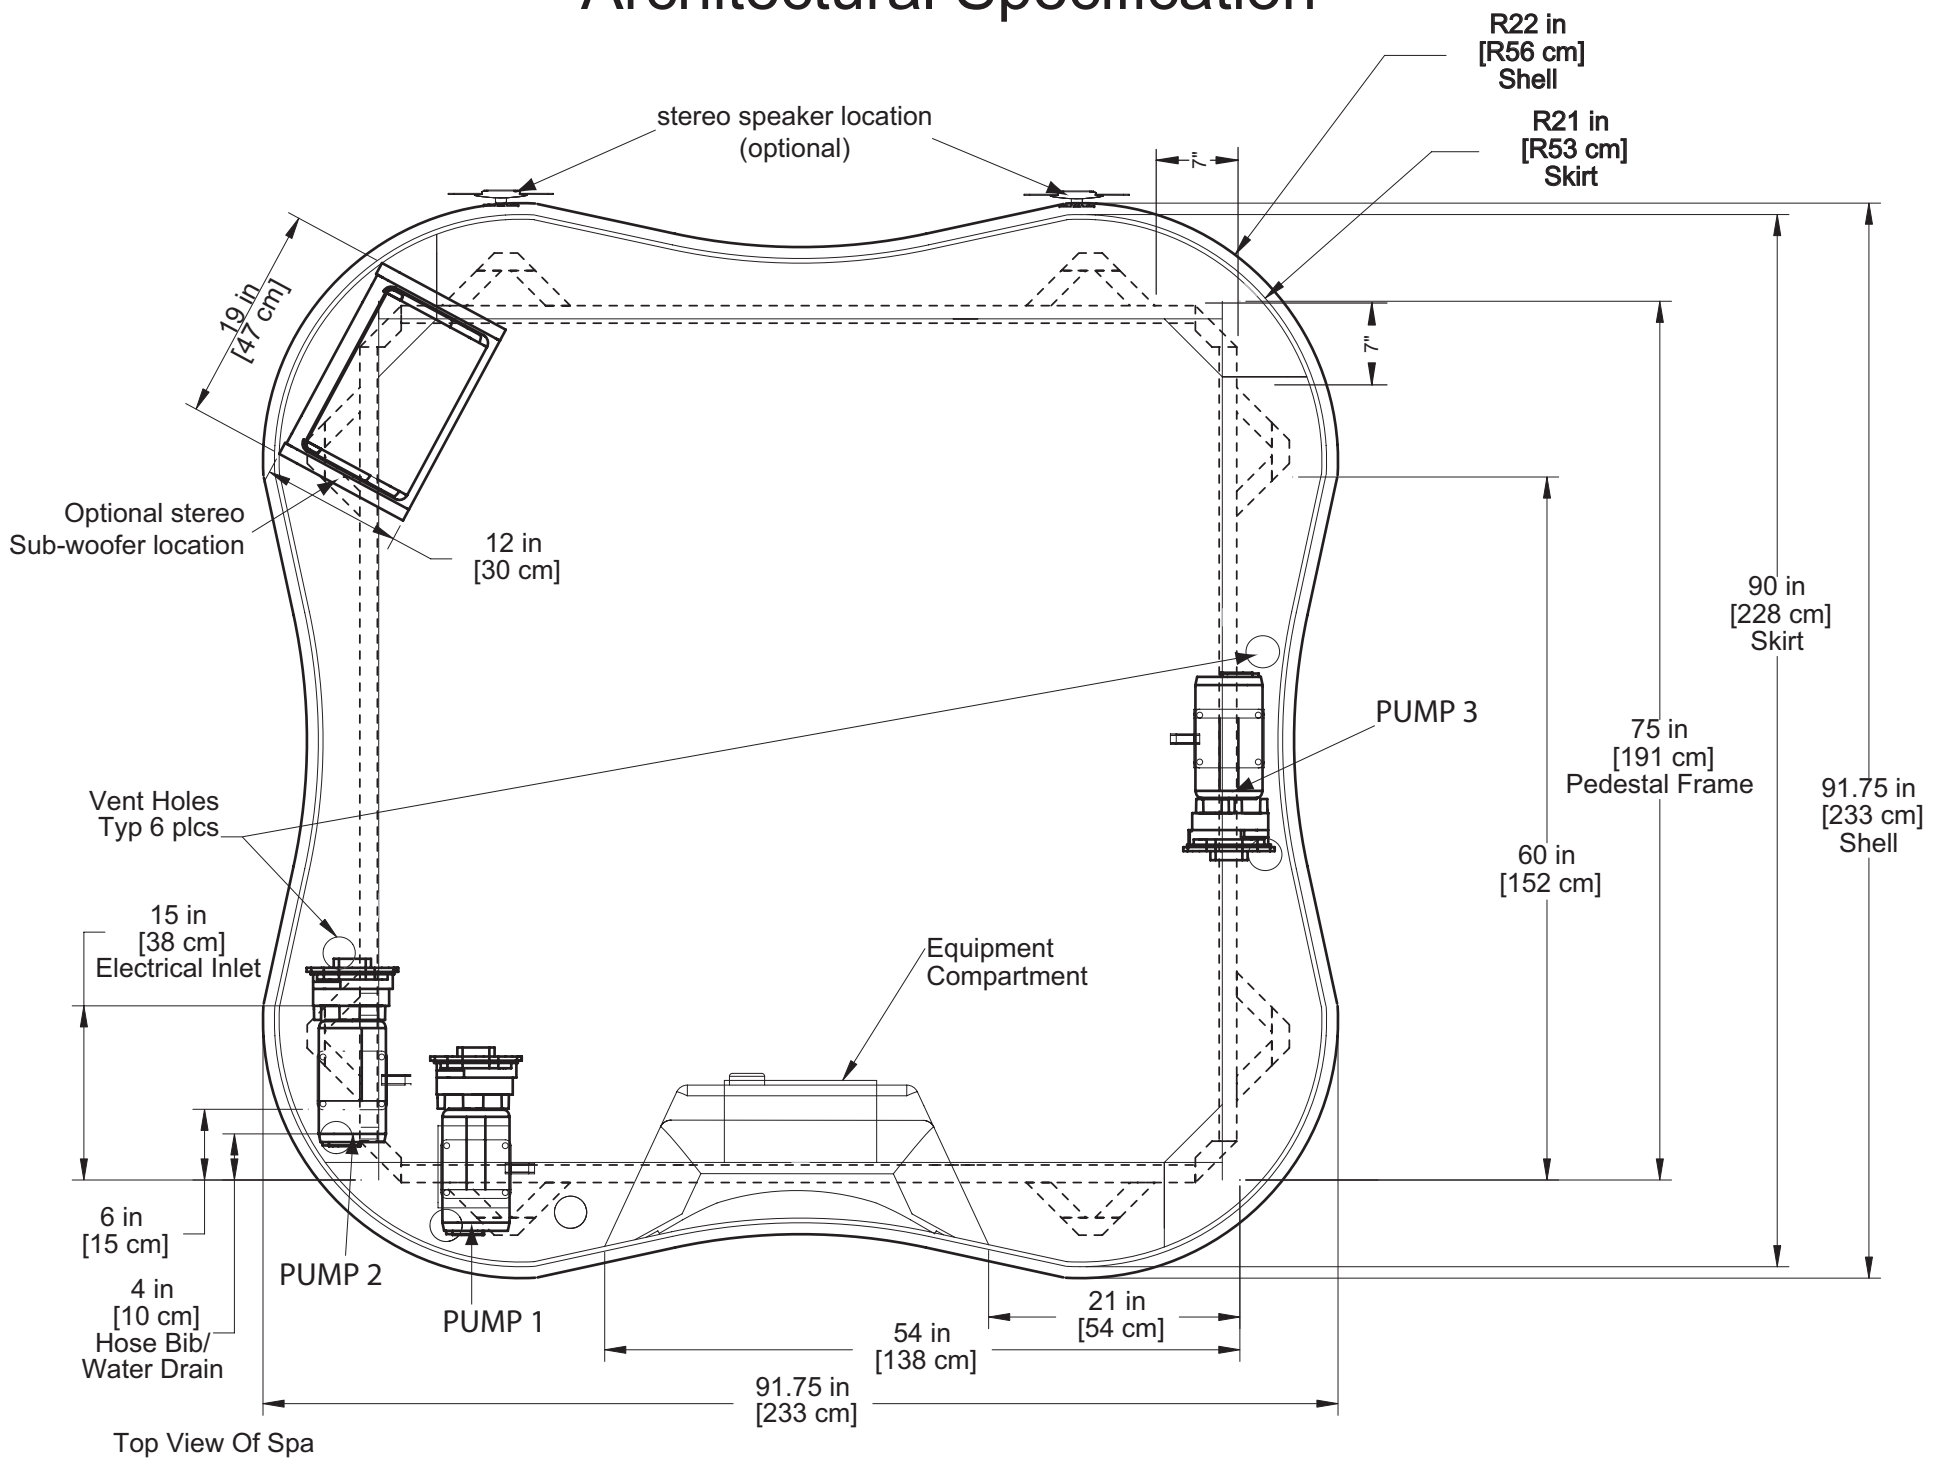 Architectural Specification
R22 in
[R56 cm]
Shell
stereo speaker location
(optional)
R21 in
[R53 cm]
Skirt
7"
19 in
[47 cm]
7"
Optional stereo
Sub-woofer location
12 in
[30 cm]
90 in
[228 cm]
Skirt
PUMP 3
75 in
[191 cm]
Pedestal Frame
91.75 in
[233 cm]
Shell
Vent Holes
Typ 6 plcs
60 in
[152 cm]
15 in
[38 cm]
Electrical Inlet
Equipment
Compartment
6 in
[15 cm]
PUMP 2
4 in
[10 cm]
Hose Bib/
Water Drain
PUMP 1
21 in
[54 cm]
54 in
[138 cm]
91.75 in
[233 cm]
Top View Of Spa